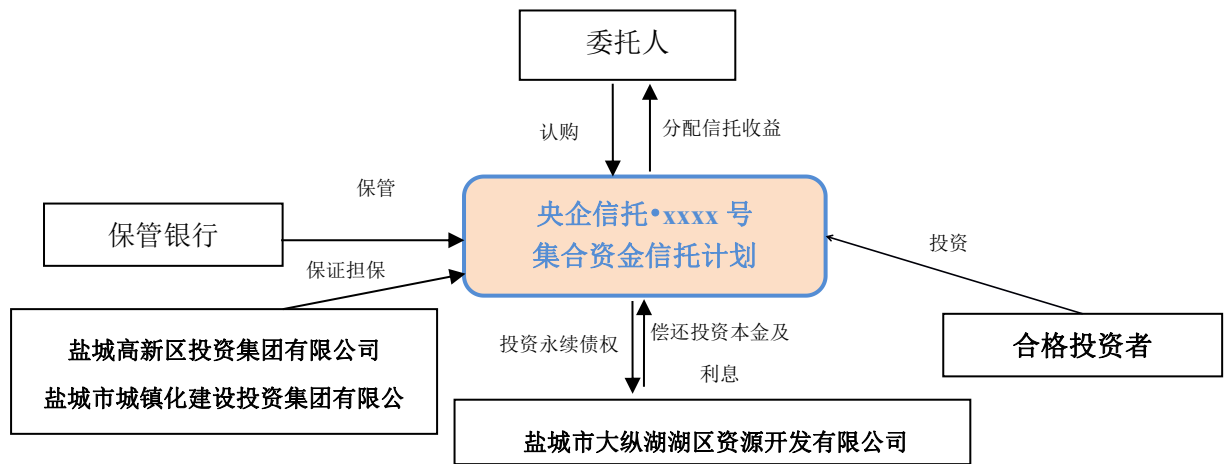 委托人
认购
分配信托收益
保管
央企信托•xxxx 号
集合资金信托计划
保管银行
投资
保证担保
盐城高新区投资集团有限公司
盐城市城镇化建设投资集团有限公
投资永续债权
偿还投资本金及
利息
合格投资者
盐城市大纵湖湖区资源开发有限公司